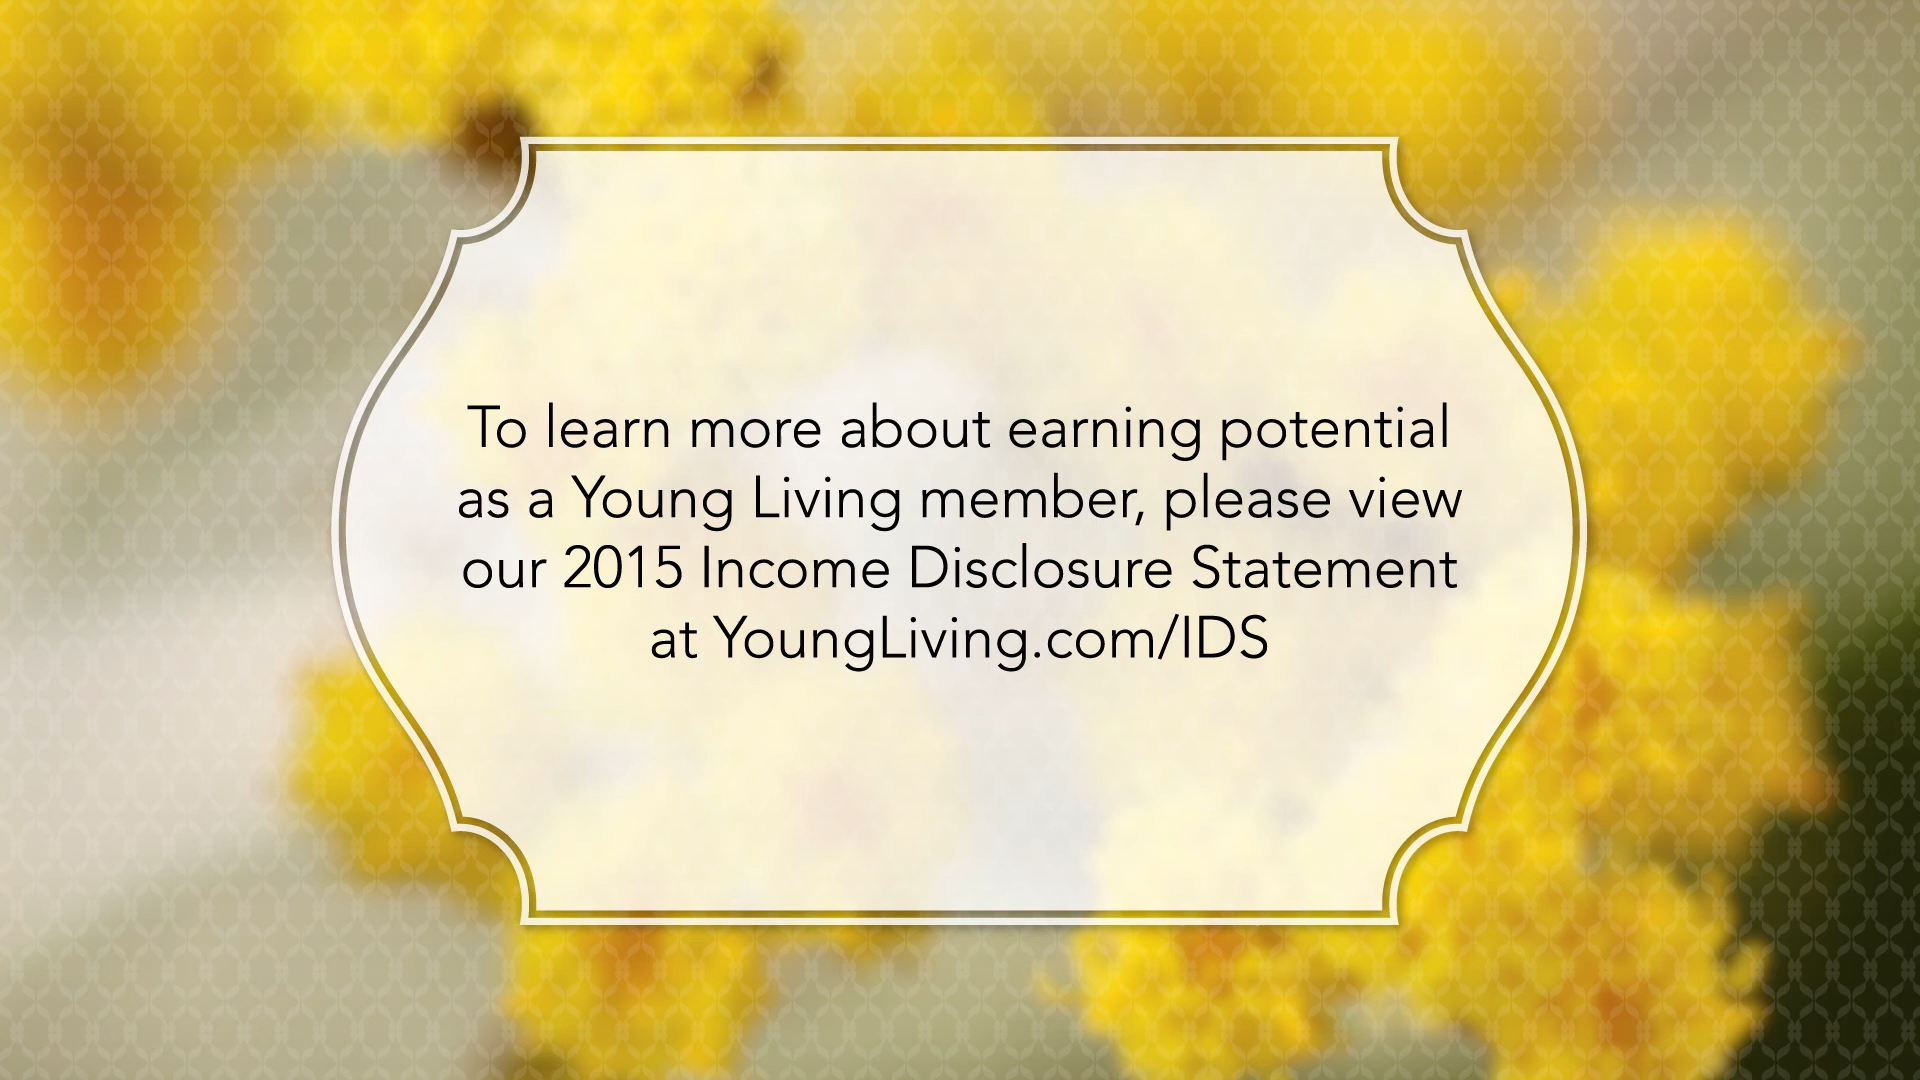 To learn more about earning potential
as a Young Living member, please view
our 2015 Income Disclosure Statement
at YoungLiving.com/IDS